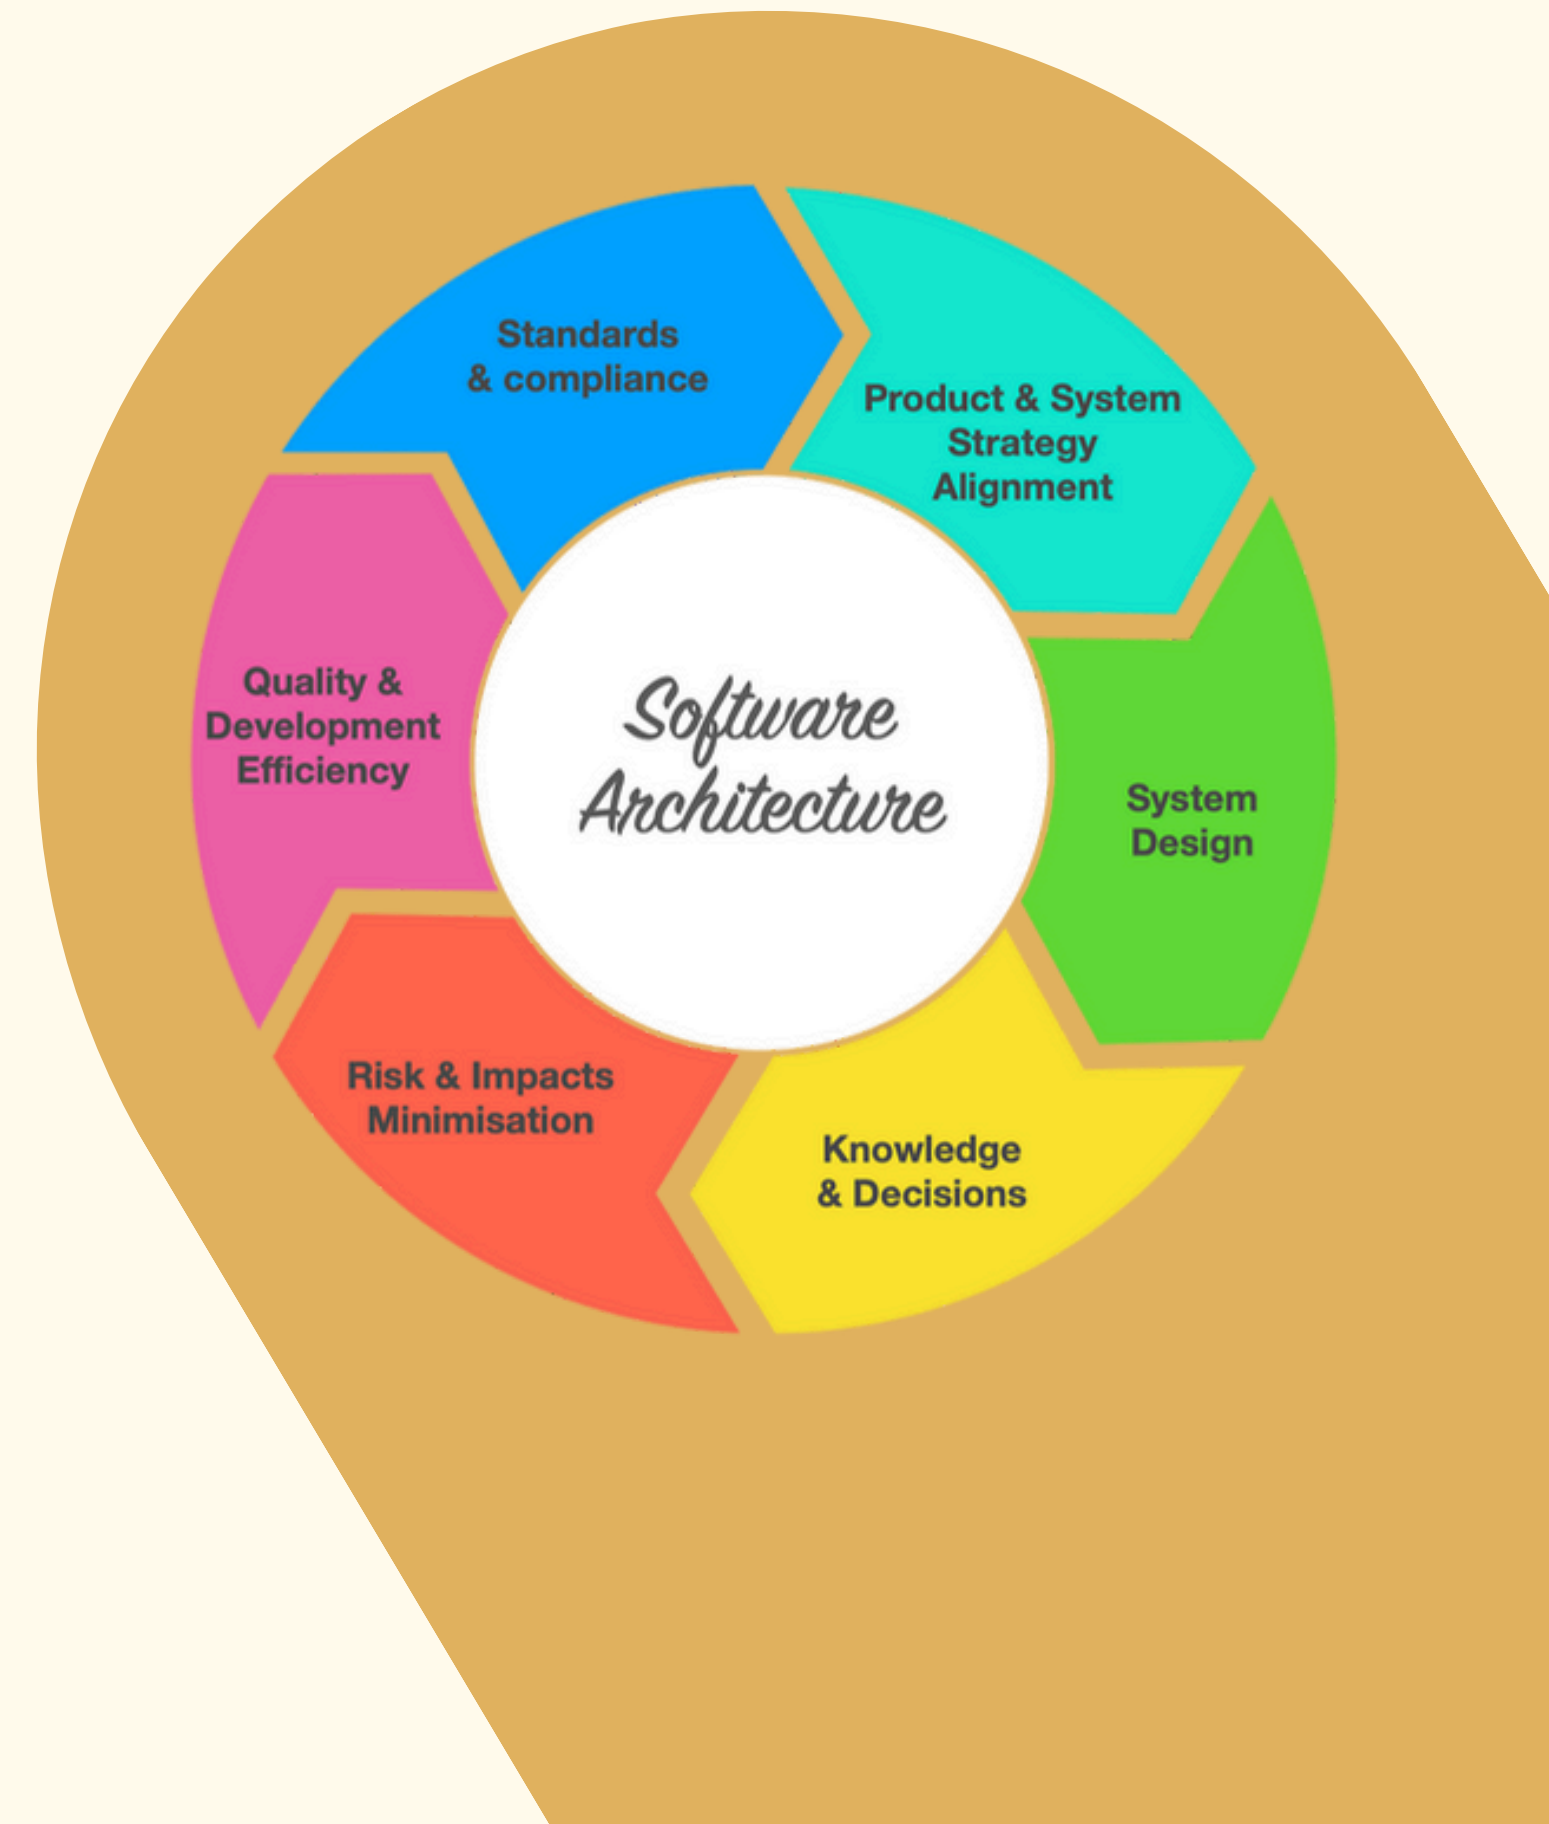 Standards
& compliance
Product & System
Strategy
Alignment
System
Design
Knowledge
& Decisions
Risk & Impacts
Minimisation
Quality &
Development
Efficiency
Software
Architecture